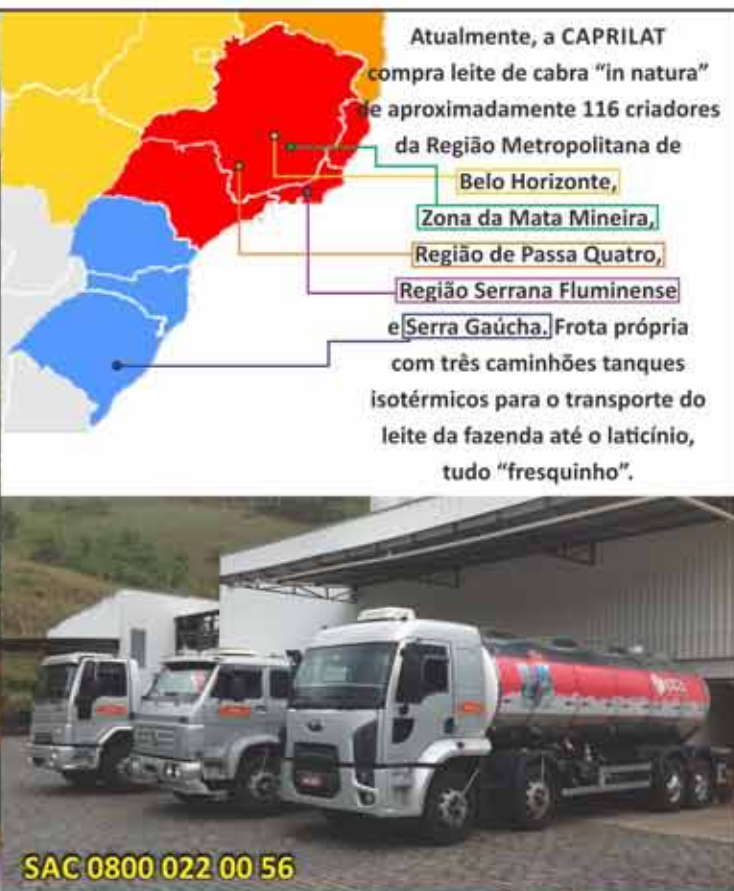 Atualmente, a CAPRILAT
compra leite de cabra “in natura”
de aproximadamente 116 criadores
da Região Metropolitana de
Belo Horizonte,
Zona da Mata Mineira,
Região de Passa Quatro,
Região Serrana Fluminense
e Serra Gaúcha. Frota própria
com três caminhões tanques
isotérmicos para o transporte do
leite da fazenda até o laticínio,
tudo “fresquinho”.
SAC 0800 022 00 56